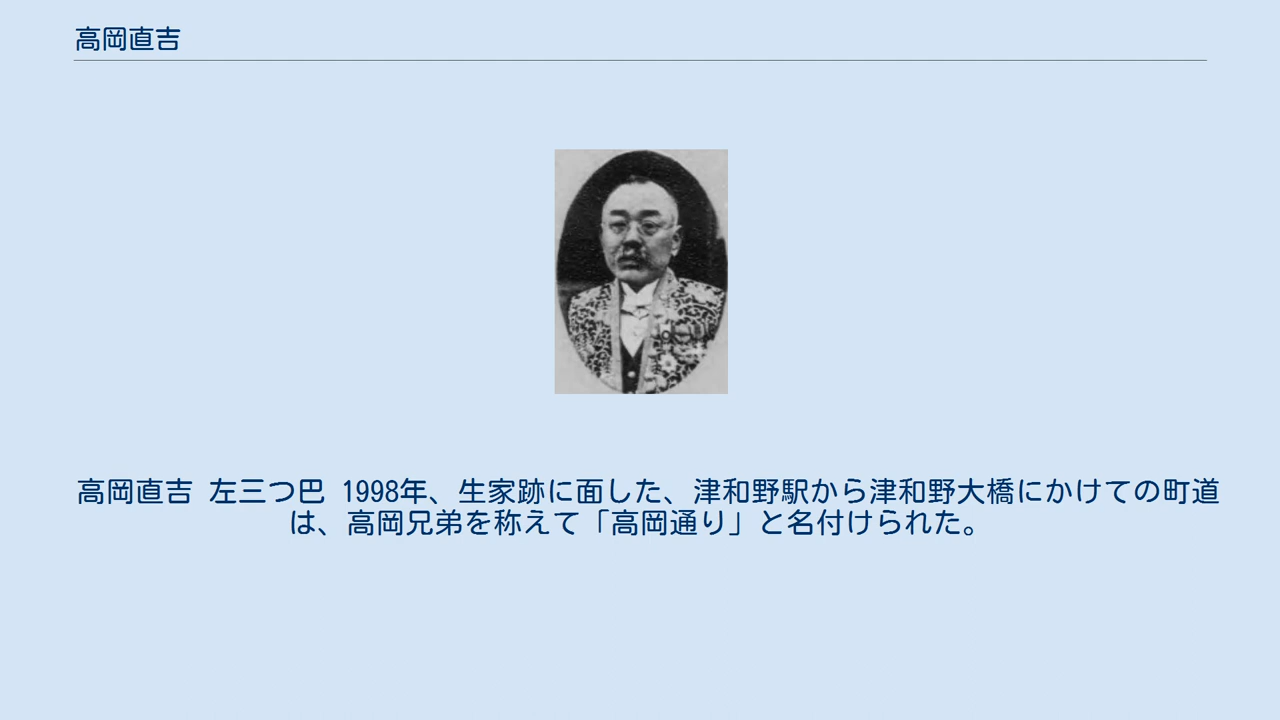 高岡直吉
高岡直吉 左三つ巴 1998年、生家跡に面した、津和野駅から津和野大橋にかけての町道
は、高岡兄弟を称えて「高岡通り」と名付けられた。